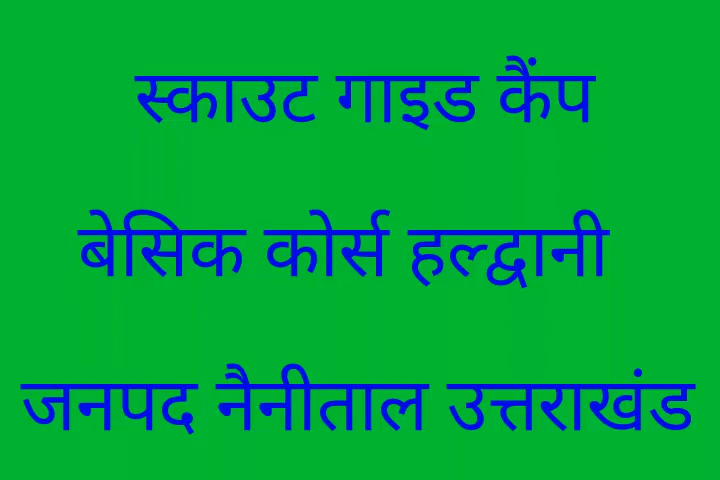 स्काउट गाइड कैंप
बेसिक कोर्स हल्द्वानी
जनपद नैनीताल उत्तराखंड